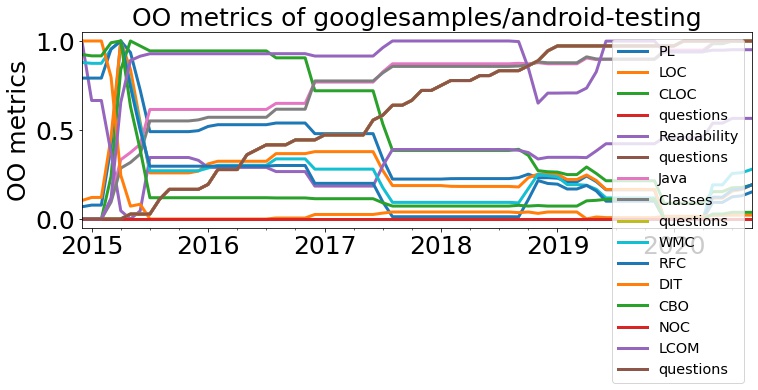 OO metrics of googlesamples/android-testing
OO metrics
1.0
0.5
0.0
2015 2016 2017 2018 2019 2020
PL
LOC
CLOC
questions
Readability
questions
Java
Classes
questions
WMC
RFC
DIT
CBO
NOC
LCOM
questions